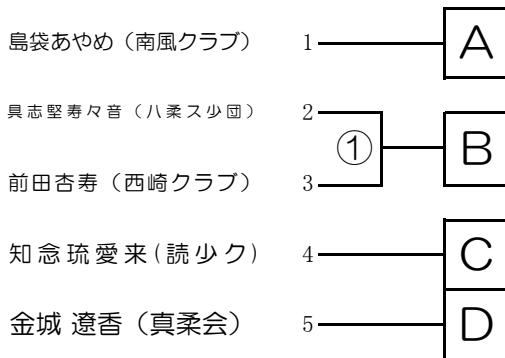 島袋あやめ（南風クラブ） 1 A
具志堅寿々音（八柔ス少団） 2
① B
前田杏寿（西崎クラブ） 3
知念琉愛来(読少ク) 4 C
金城 遼香（真柔会） 5 D